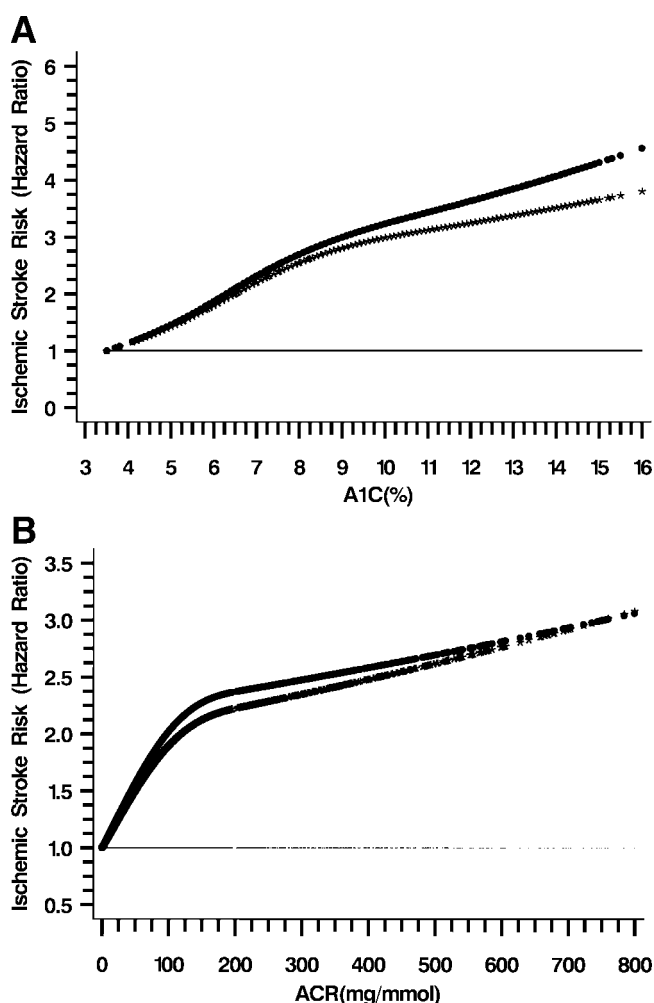 A
Ischemic Stroke Risk (Hazard Ratio)
6
5
4
3
2
1
0
3 4 5 6 7 8 9 10 11 12 13 14 15 16
A1C(%)
B
Ischemic Stroke Risk (Hazard Ratio)
3.5
3.0
2.5
2.0
1.5
1.0
0.5
0 100 200 300 400 500 600 700 800
ACR(mg/mmol)